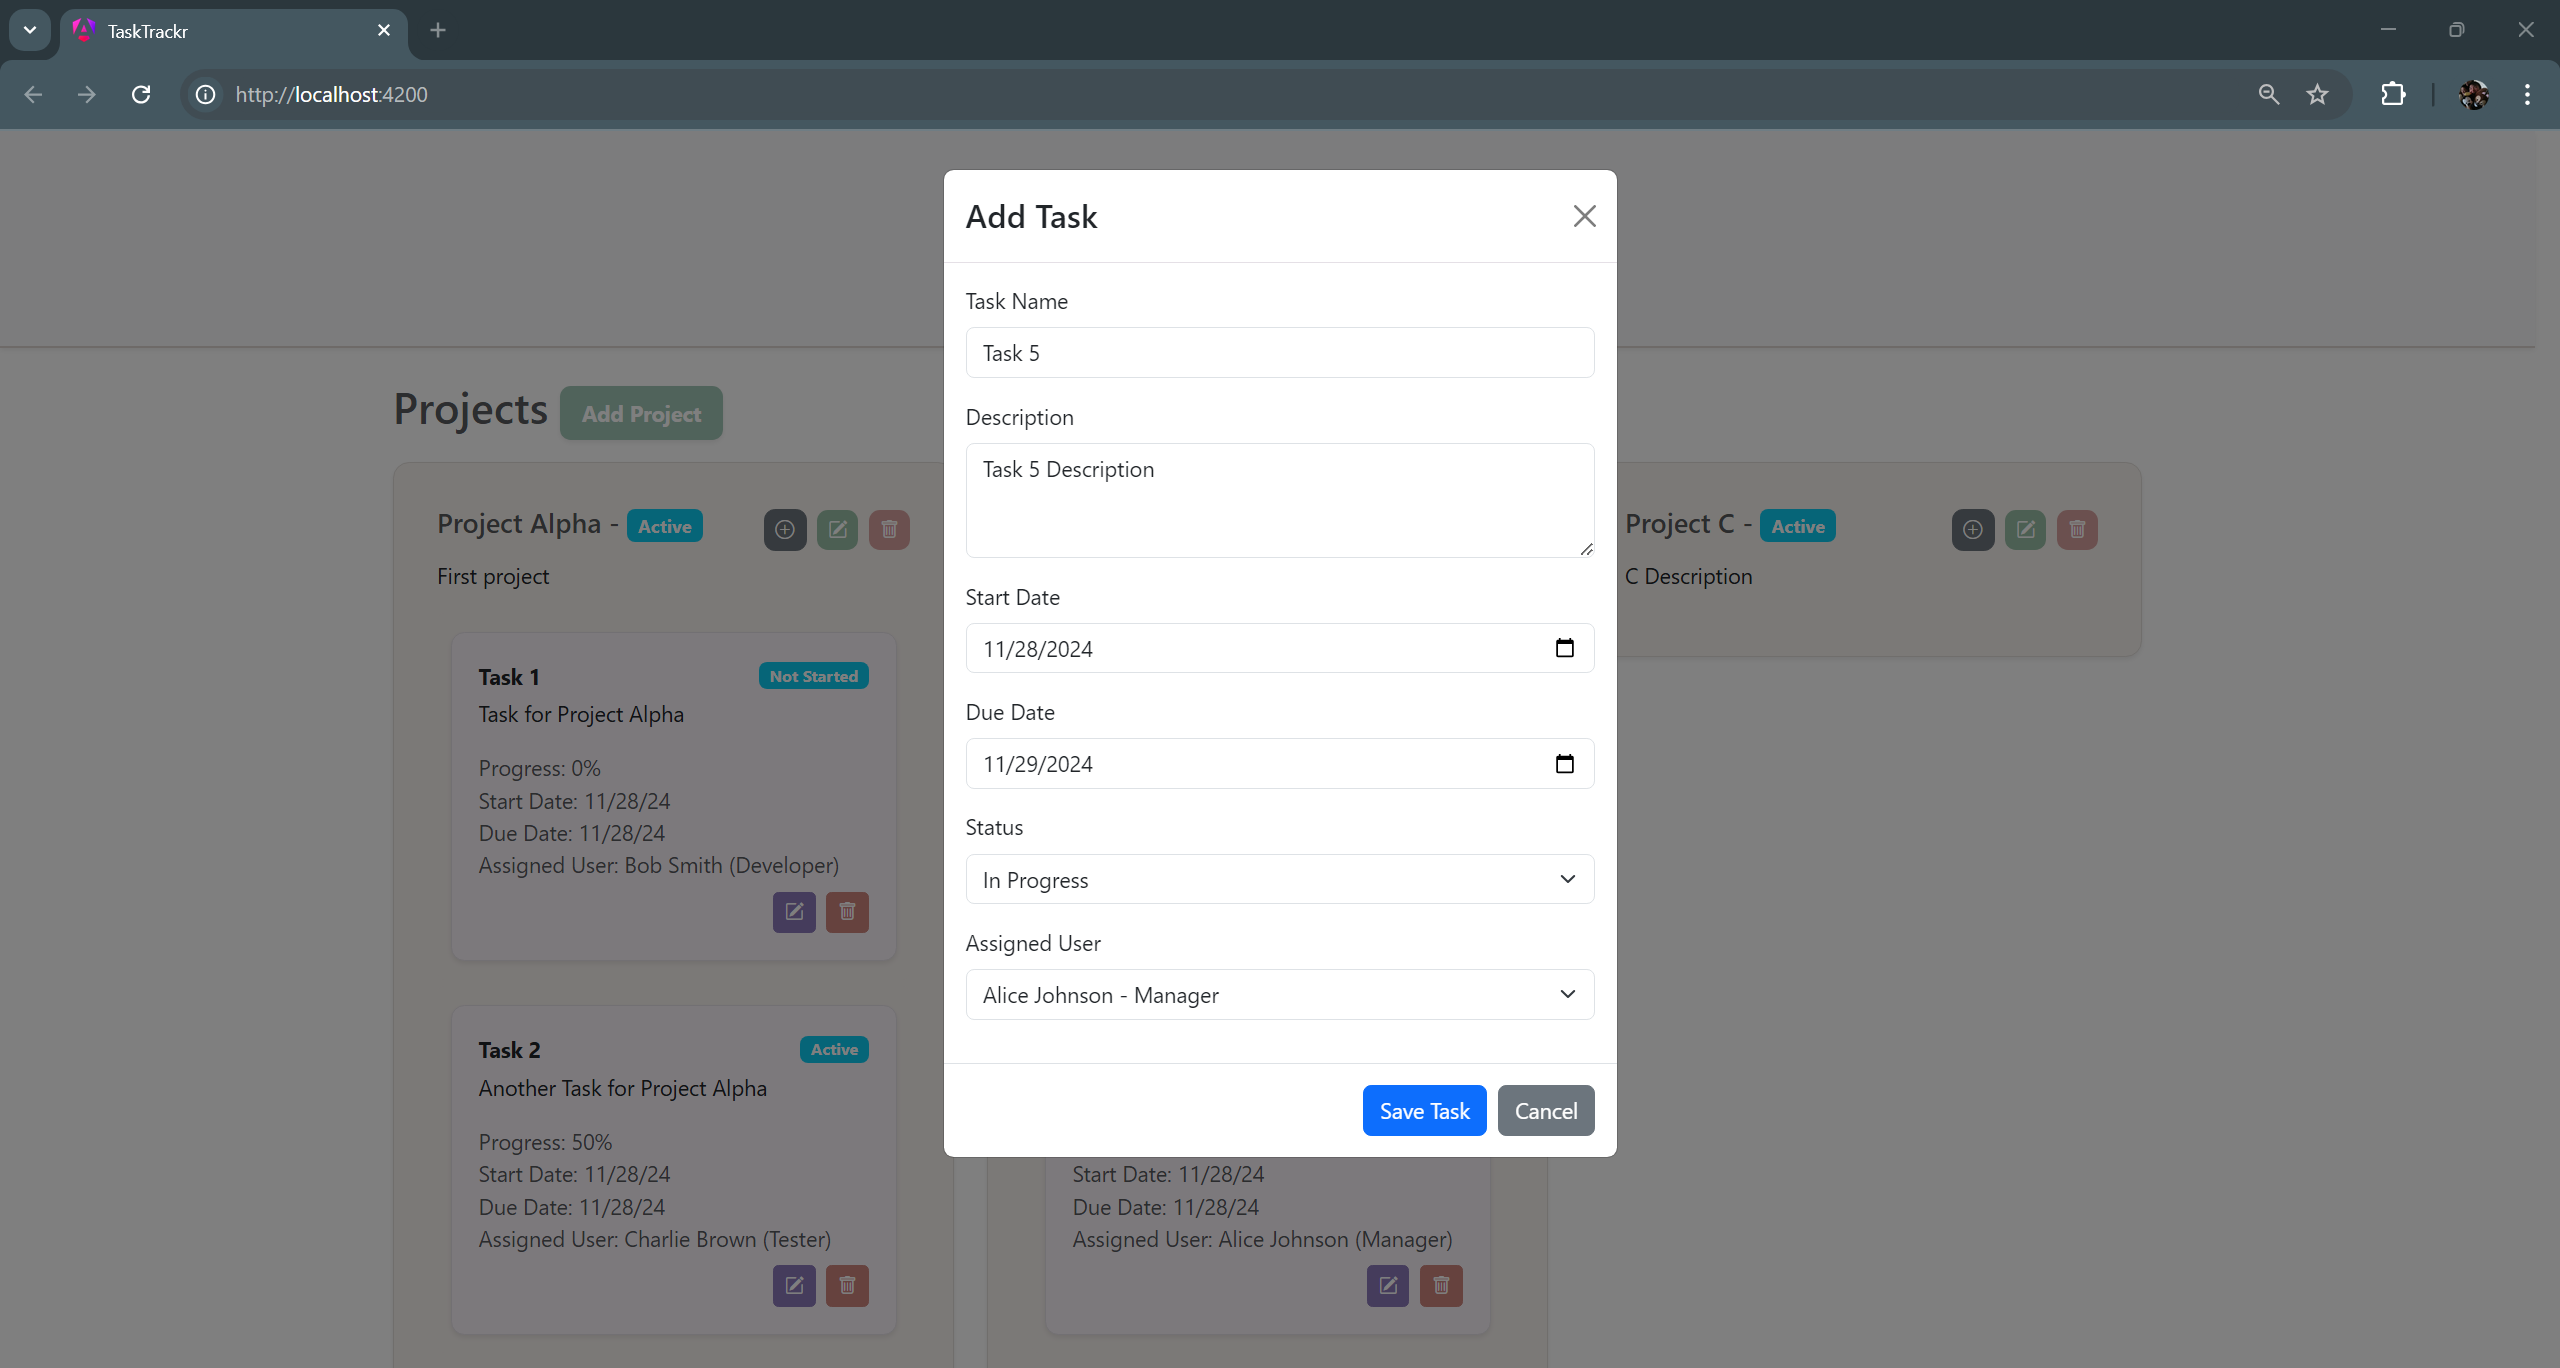 TaskTrackr
http://localhost:4200
Add Task
Task Name
Task 5
Description
Task 5 Description
Start Date
11/28/2024
Due Date
11/29/2024
Status
In Progress
Assigned User
Alice Johnson - Manager
Save Task Cancel
Projects Add Project
Project Alpha - Active
First project
Task 1 Not Started
Task for Project Alpha
Progress: 0%
Start Date: 11/28/24
Due Date: 11/28/24
Assigned User: Bob Smith (Developer)
Task 2 Active
Another Task for Project Alpha
Progress: 50%
Start Date: 11/28/24
Due Date: 11/28/24
Assigned User: Charlie Brown (Tester)
Start Date: 11/28/24
Due Date: 11/28/24
Assigned User: Alice Johnson (Manager)
Project C - Active
C Description